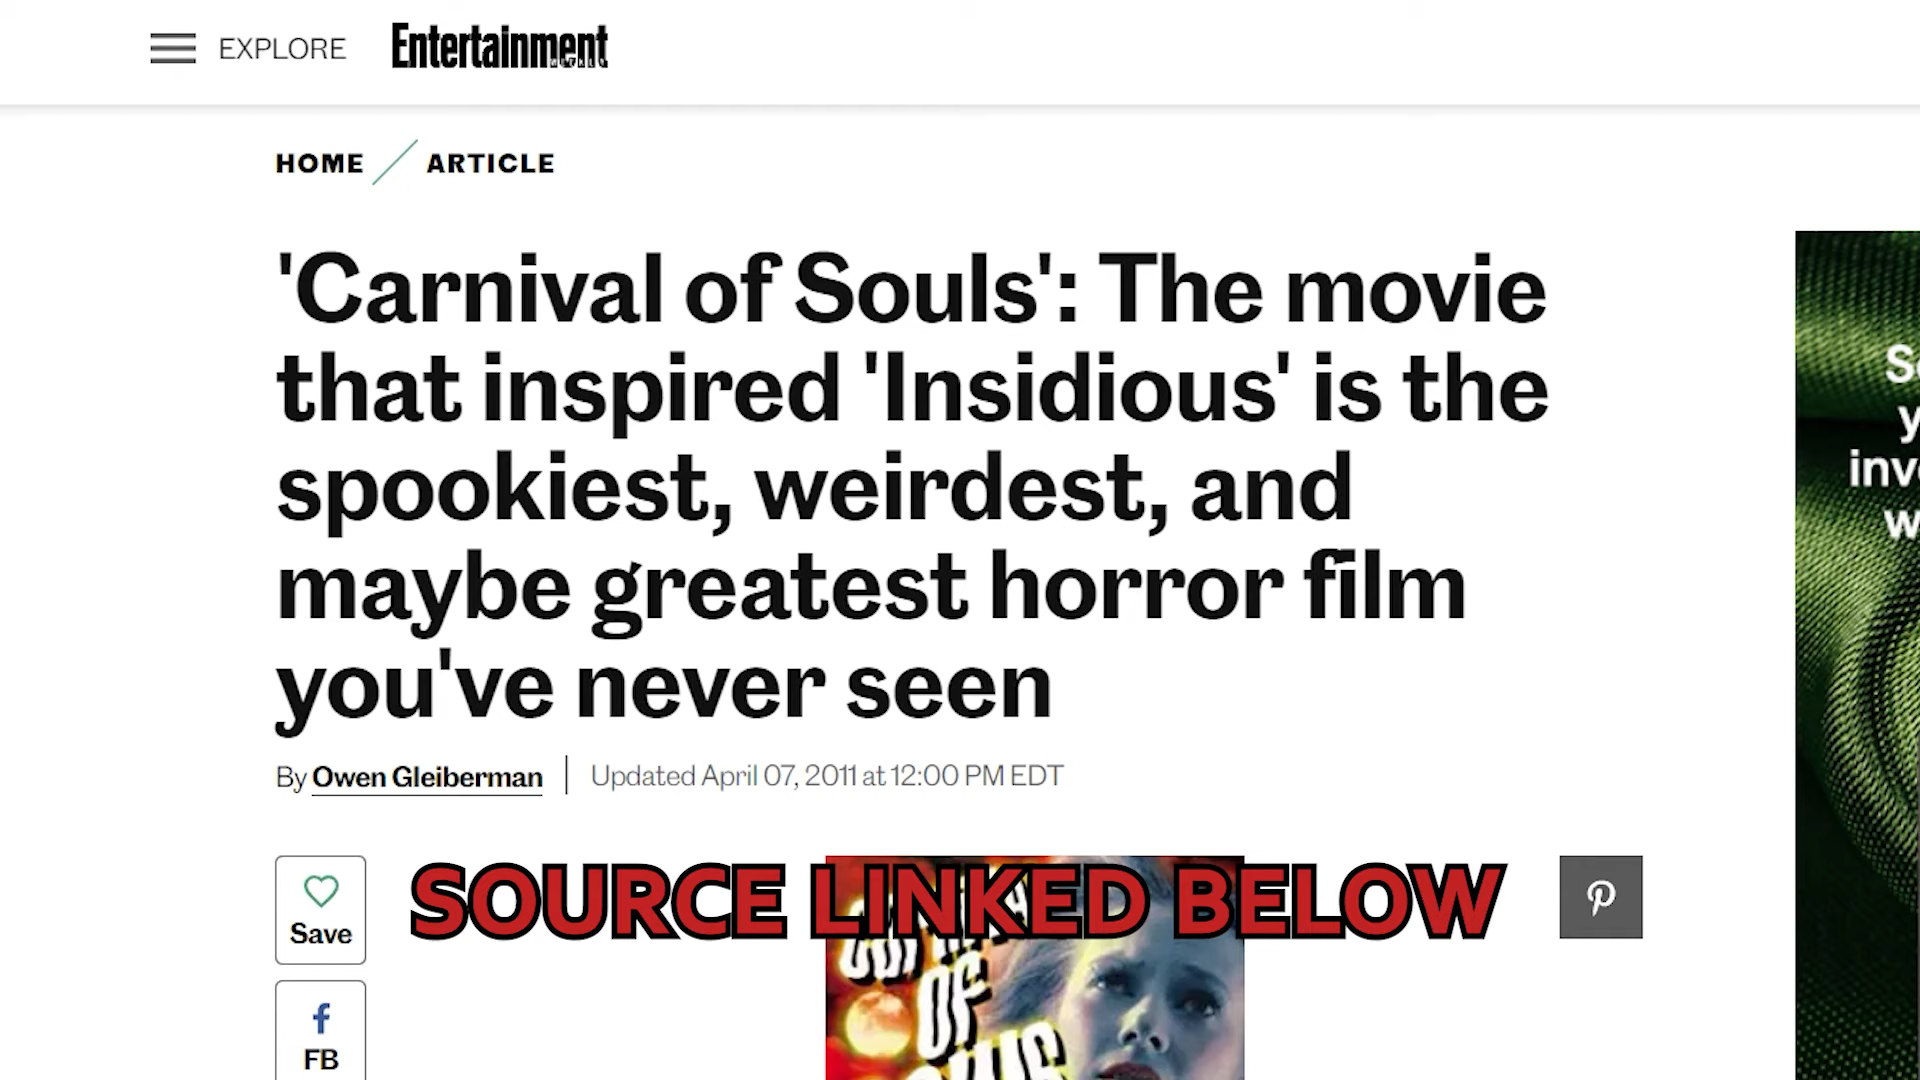 EXPLORE Entertainment
WEEKLY
HOME ARTICLE
'Carnival of Souls': The movie
that inspired 'Insidious' is the
spookiest, weirdest, and
maybe greatest horror film
you've never seen
By Owen Gleiberman Updated April 07, 2011 at 12:00 PM EDT
Save
SOURCE LINKED BELOW
OF
FB